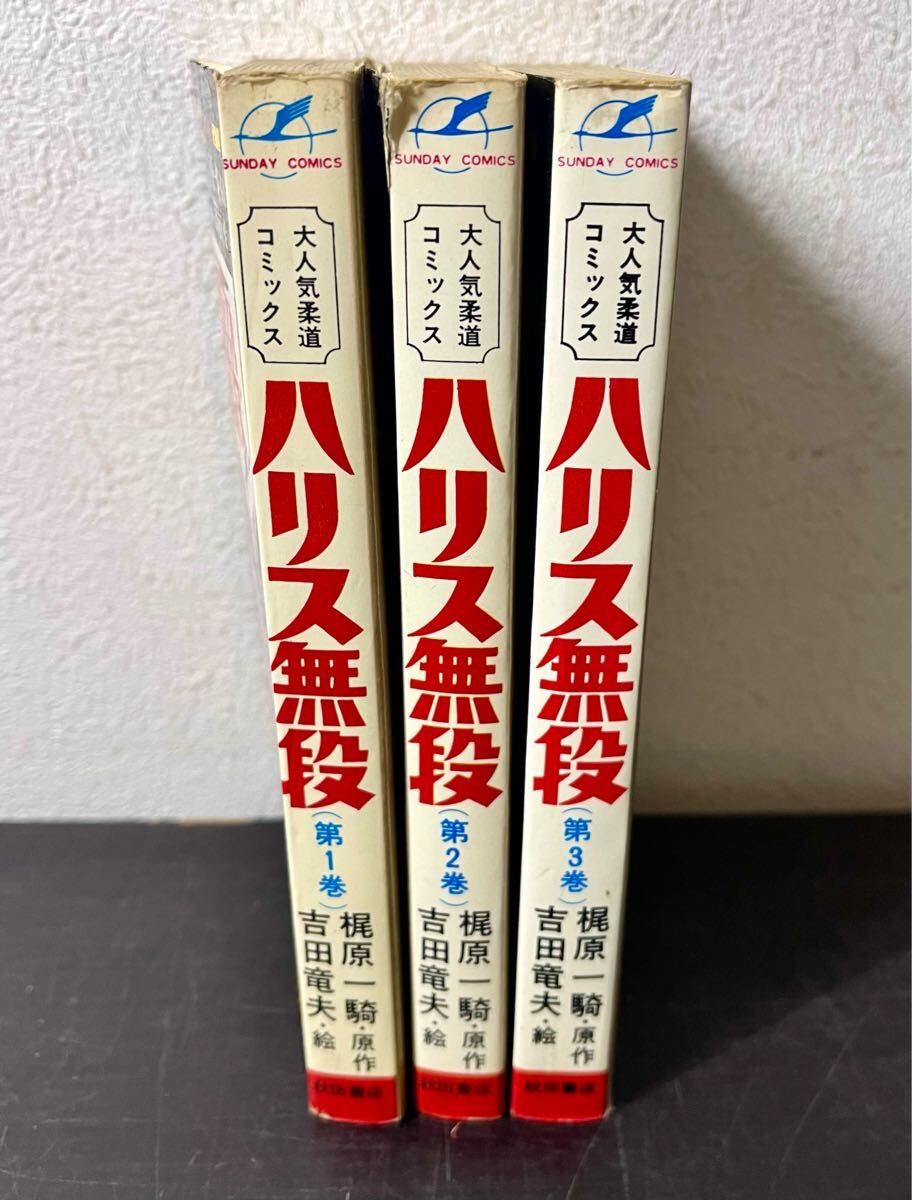 SUNDAY COMICS
大人気柔道
コミックス
ハリス無段
(第1巻)
梶原一騎・原作
吉田竜夫・絵
秋田書店
SUNDAY COMICS
大人気柔道
コミックス
ハリス無段
(第2巻)
梶原一騎・原作
吉田竜夫・絵
秋田書店
SUNDAY COMICS
大人気柔道
コミックス
ハリス無段
(第3巻)
梶原一騎・原作
吉田竜夫・絵
秋田書店